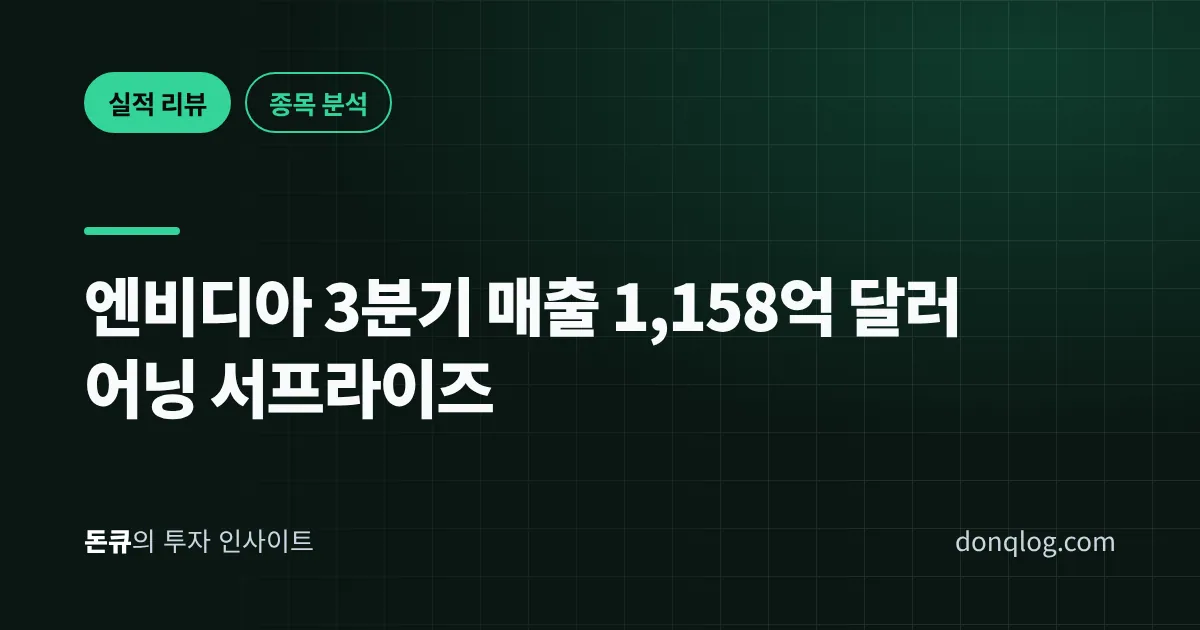 실적 리뷰
종목 분석
엔비디아 3분기 매출 1,158억 달러
어닝 서프라이즈
돈큐의 투자 인사이트
donqlog.com